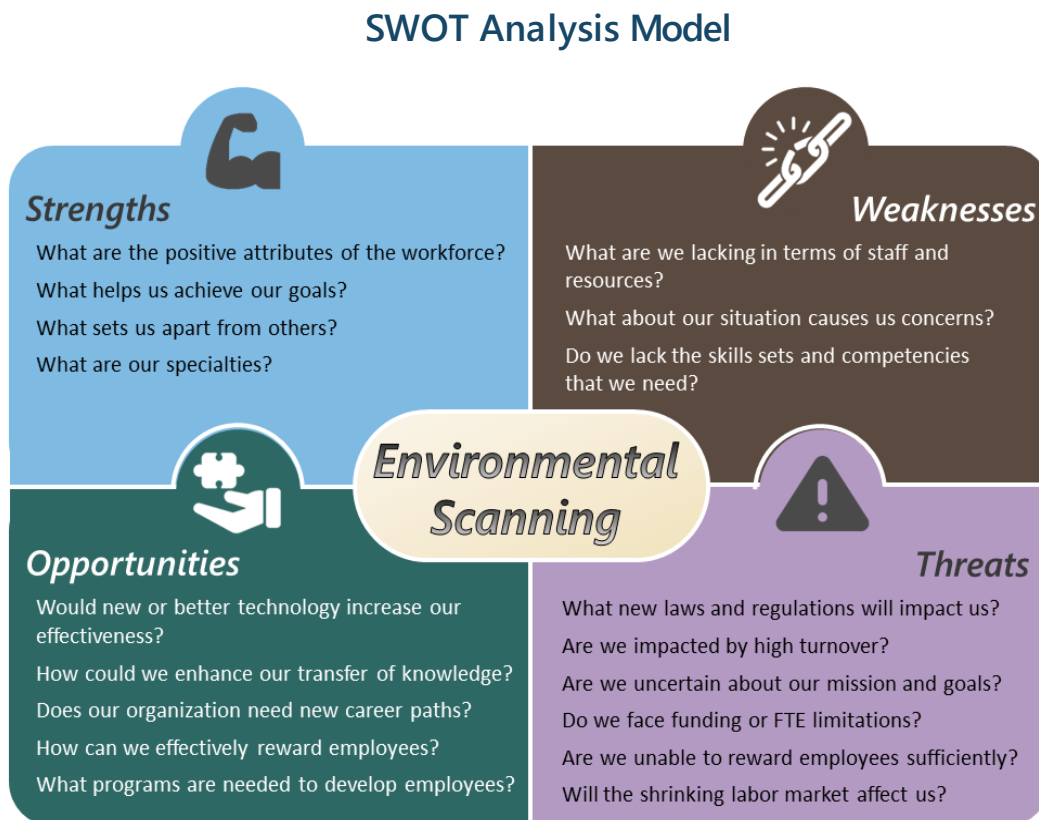 SWOT Analysis Model
Strengths
What are the positive attributes of the workforce?
What helps us achieve our goals?
What sets us apart from others?
What are our specialties?
Weaknesses
What are we lacking in terms of staff and
resources?
What about our situation causes us concerns?
Do we lack the skills sets and competencies
that we need?
Environmental
Scanning
Opportunities
Would new or better technology increase our
effectiveness?
How could we enhance our transfer of knowledge?
Does our organization need new career paths?
How can we effectively reward employees?
What programs are needed to develop employees?
Threats
What new laws and regulations will impact us?
Are we impacted by high turnover?
Are we uncertain about our mission and goals?
Do we face funding or FTE limitations?
Are we unable to reward employees sufficiently?
Will the shrinking labor market affect us?